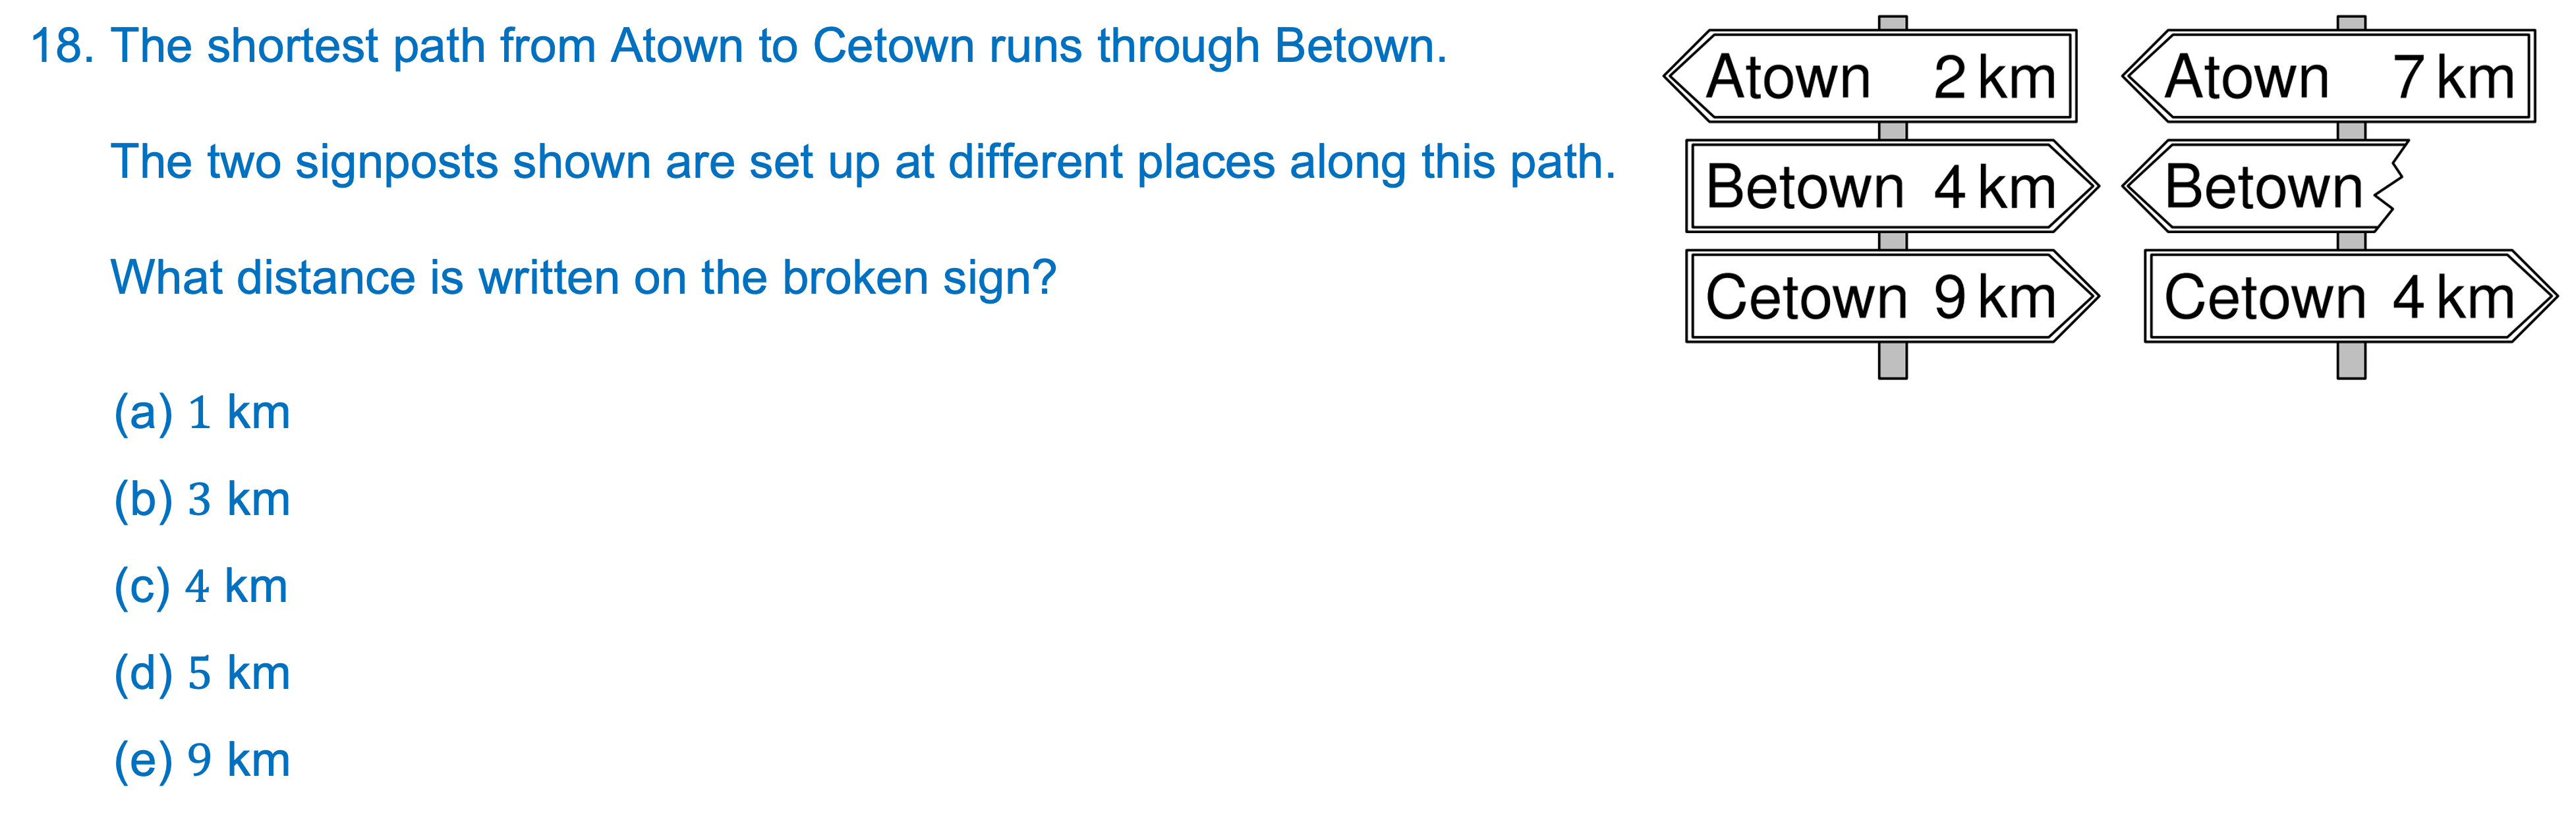 18. The shortest path from Atown to Cetown runs through Betown.
The two signposts shown are set up at different places along this path.
What distance is written on the broken sign?
(a) 1 km
(b) 3 km
(c) 4 km
(d) 5 km
(e) 9 km
Atown 2 km
Betown 4 km
Cetown 9 km
Atown 7 km
Betown
Cetown 4 km